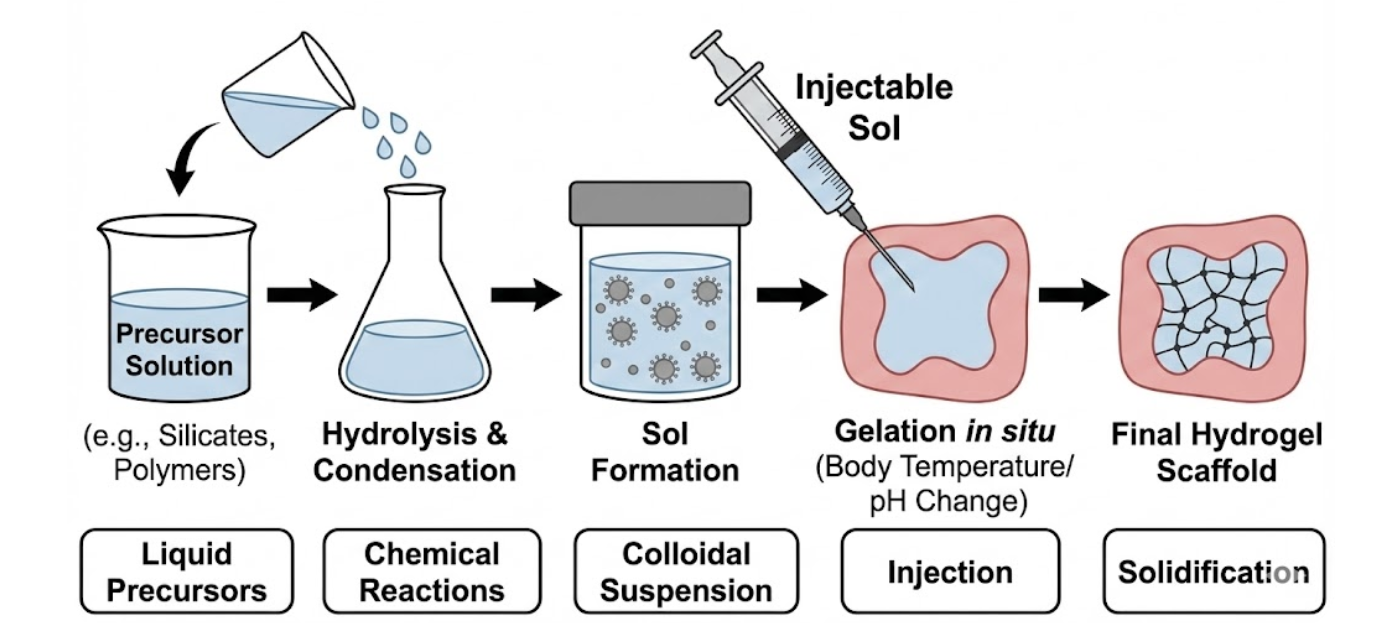 Injectable
Sol
Precursor
Solution
(e.g., Silicates,
Polymers)
Hydrolysis &
Condensation
Sol
Formation
Gelation in situ
(Body Temperature/
pH Change)
Final Hydrogel
Scaffold
Liquid
Precursors
Chemical
Reactions
Colloidal
Suspension
Injection
Solidification